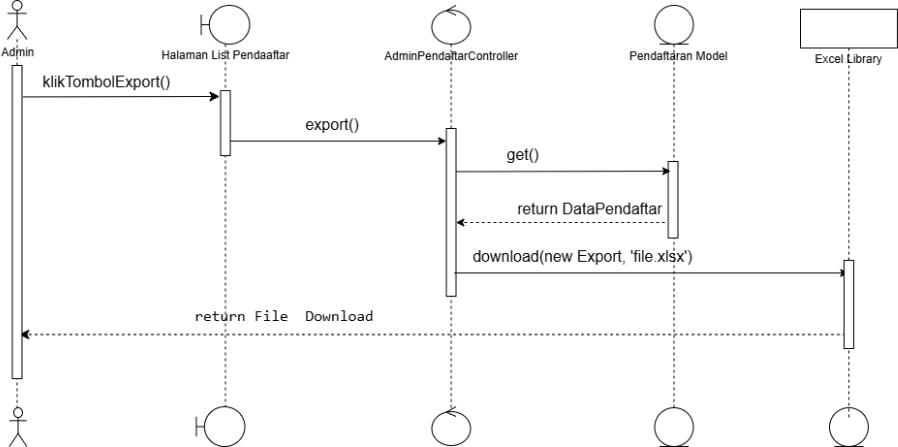 Admin
Halaman List Pendaaftar
AdminPendaftarController
Pendaftaran Model
Excel Library
klikTombolExport()
export()
get()
return DataPendaftar
download(new Export, 'file.xlsx')
return File  Download